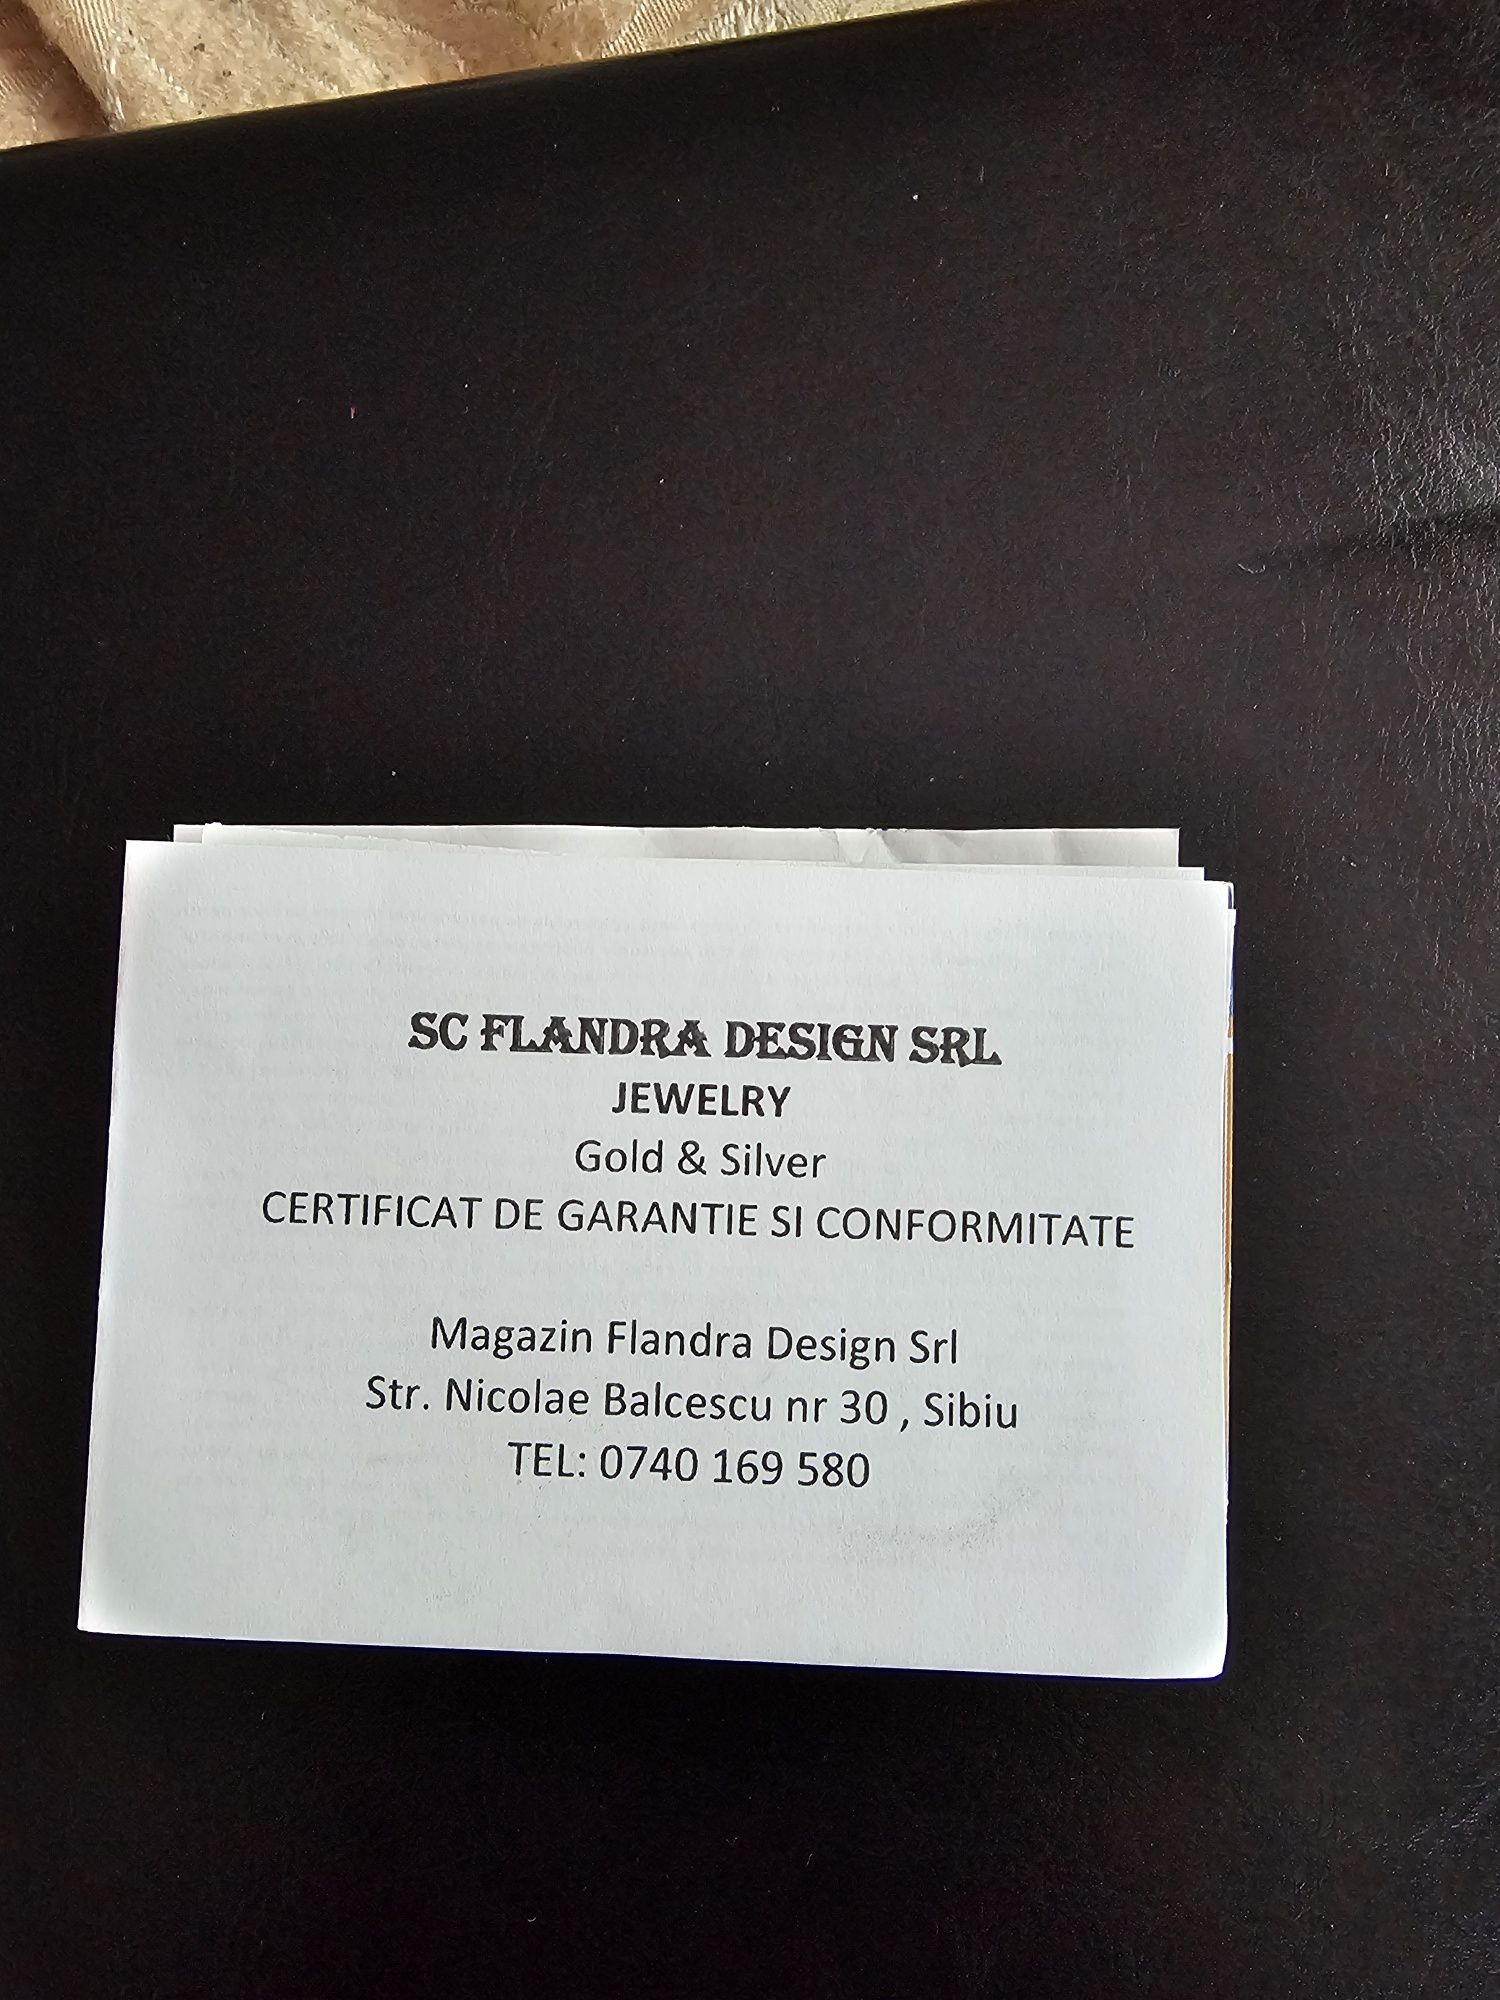 SC FLANDRA DESIGN SRL
JEWELRY
Gold & Silver
CERTIFICAT DE GARANTIE SI CONFORMITATE
Magazin Flandra Design Srl
Str. Nicolae Balcescu nr 30 , Sibiu
TEL: 0740 169 580